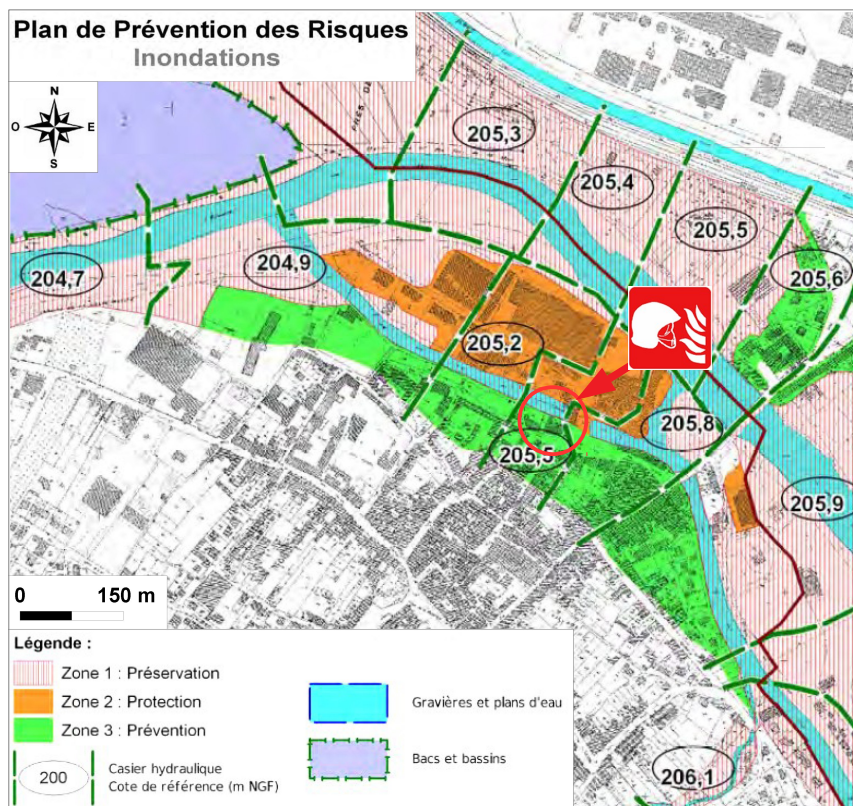 Plan de Prévention des Risques
Inondations
N
O
E
S
205,3
205,4
205,5
205,6
204,7
204,9
205,2
205,8
205,5
205,9
0 150 m
206,1
Légende :
Zone 1 : Préservation
Zone 2 : Protection
Zone 3 : Prévention
200
Casier hydraulique
Cote de référence (m NGF)
Gravières et plans d'eau
Bacs et bassins